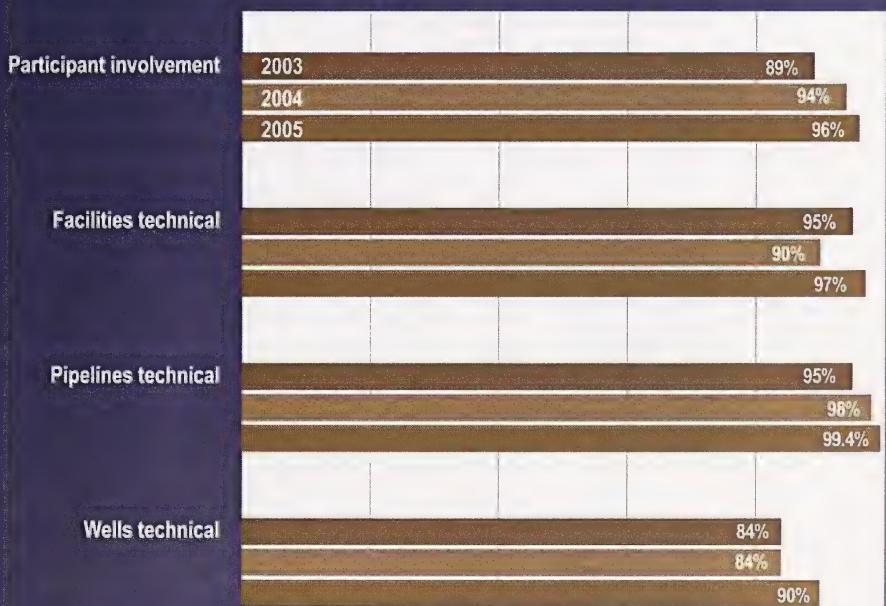 Participant involvement 2003 89%
2004 94%
2005 96%
Facilities technical 95%
90%
97%
Pipelines technical 95%
98%
99.4%
Wells technical 84%
84%
90%